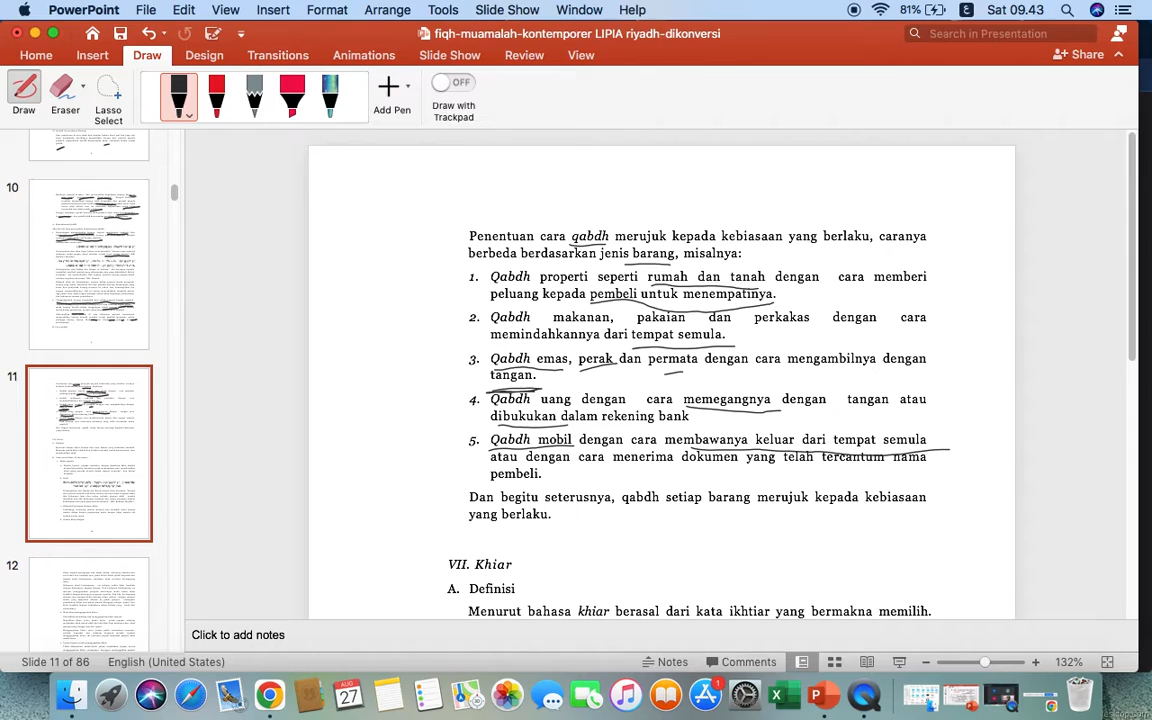 PowerPoint File Edit View Insert Format Arrange Tools Slide Show Window Help 81% ع Sat 09.43
fiqh-muamalah-kontemporer LIPIA riyadh-dikonversi
Search in Presentation
Home Insert Draw Design Transitions Animations Slide Show Review View Share
OFF
Draw Eraser Lasso Select Add Pen Draw with Trackpad
10
11
12
Penentuan cara qabdh merujuk kepada kebiasaan yang berlaku, caranya
berbeda berdasarkan jenis barang, misalnya:
1. Qabdh properti seperti rumah dan tanah dengan cara memberi
peluang kepada pembeli untuk menempatinya.
2. Qabdh makanan, pakaian dan perkakas dengan cara
memindahkannya dari tempat semula.
3. Qabdh emas, perak dan permata dengan cara mengambilnya dengan
tangan.
4. Qabdh uang dengan cara memegangnya dengan tangan atau
dibukukan dalam rekening bank
5. Qabdh mobil dengan cara membawanya keluar dari tempat semula
atau dengan cara menerima dokumen yang telah tercantum nama
pembeli.
Dan begitu seterusnya, qabdh setiap barang merujuk kepada kebiasaan
yang berlaku.
VII. Khiar
A. Definisi
Menurut bahasa khiar berasal dari kata ikhtiar yang bermakna memilih.
Click to add notes
Slide 11 of 86 English (United States) Notes Comments 132%
AUG
27
1